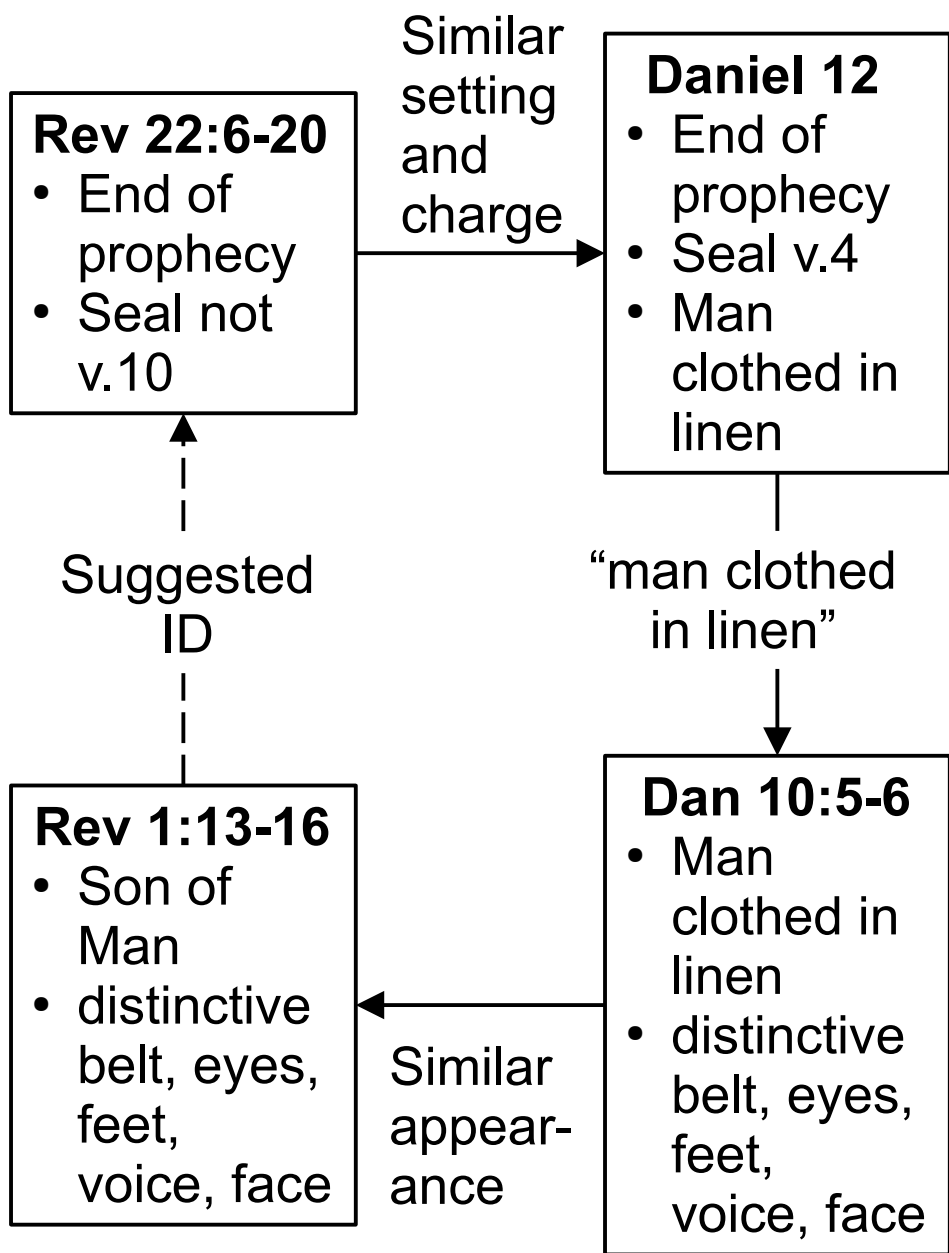 Rev 22:6-20
• End of
prophecy
• Seal not
v.10
Similar
setting
and
charge
Daniel 12
• End of
prophecy
• Seal v.4
• Man
clothed in
linen
“man clothed
in linen”
Dan 10:5-6
• Man
clothed in
linen
• distinctive
belt, eyes,
feet,
voice, face
Similar
appear-
ance
Rev 1:13-16
• Son of
Man
• distinctive
belt, eyes,
feet,
voice, face
Suggested
ID